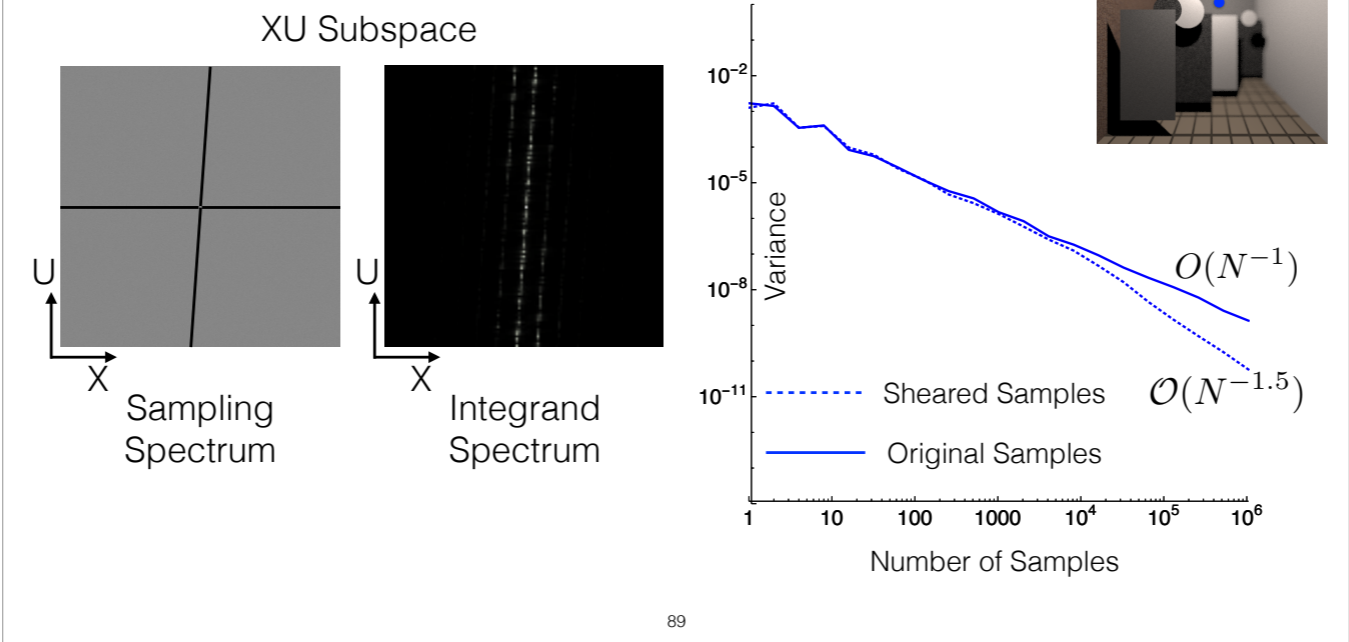 XU Subspace
U
X
Sampling
Spectrum
U
X
Integrand
Spectrum
10⁻²
10⁻⁵
10⁻⁸
10⁻¹¹
Variance
O(N⁻¹)
𝒪(N⁻¹·⁵)
Sheared Samples
Original Samples
1 10 100 1000 10⁴ 10⁵ 10⁶
Number of Samples
89